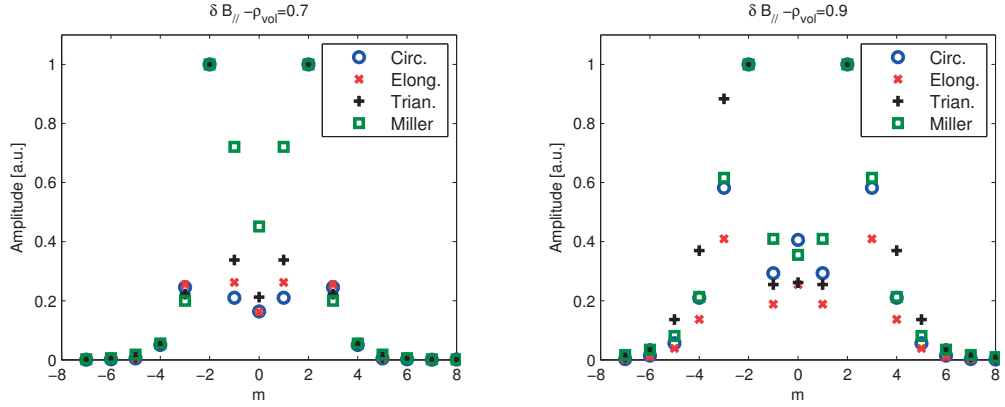 δ B// −ρvol=0.7
1
0.8
0.6
0.4
0.2
0
Amplitude [a.u.]
Circ.
Elong.
Trian.
Miller
−8 −6 −4 −2 0 2 4 6 8
m
δ B// −ρvol=0.9
1
0.8
0.6
0.4
0.2
0
Amplitude [a.u.]
Circ.
Elong.
Trian.
Miller
−8 −6 −4 −2 0 2 4 6 8
m